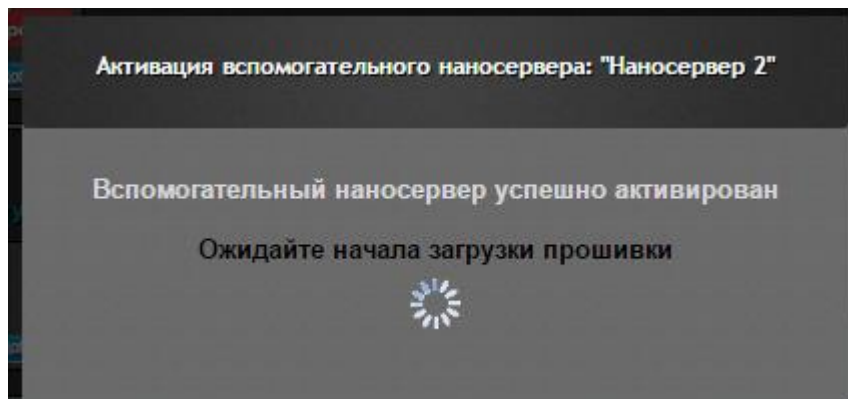 Активация вспомогательного наносервера: "Наносервер 2"
Вспомогательный наносервер успешно активирован
Ожидайте начала загрузки прошивки